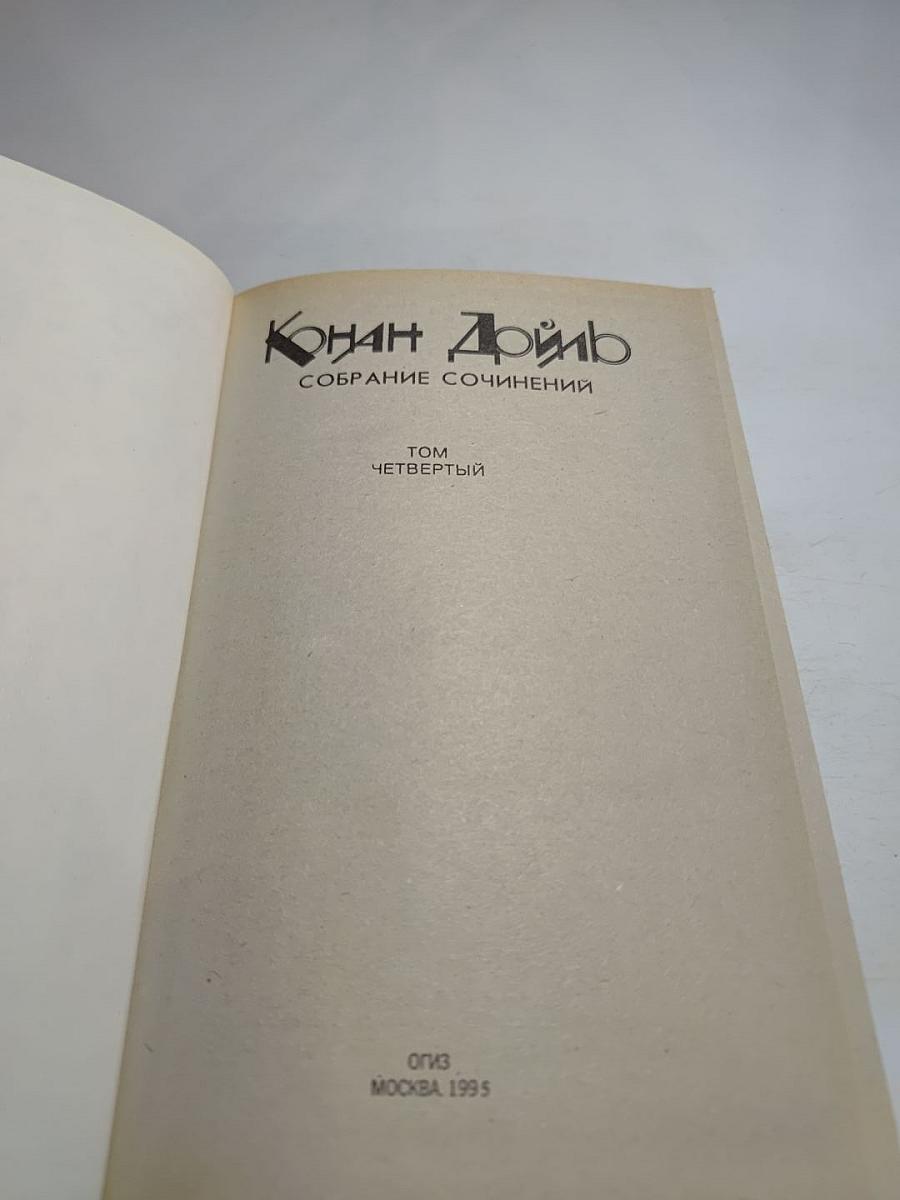 Конан Дойль
СОБРАНИЕ СОЧИНЕНИЙ
ТОМ
ЧЕТВЕРТЫЙ
ОГИЗ
МОСКВА. 1995